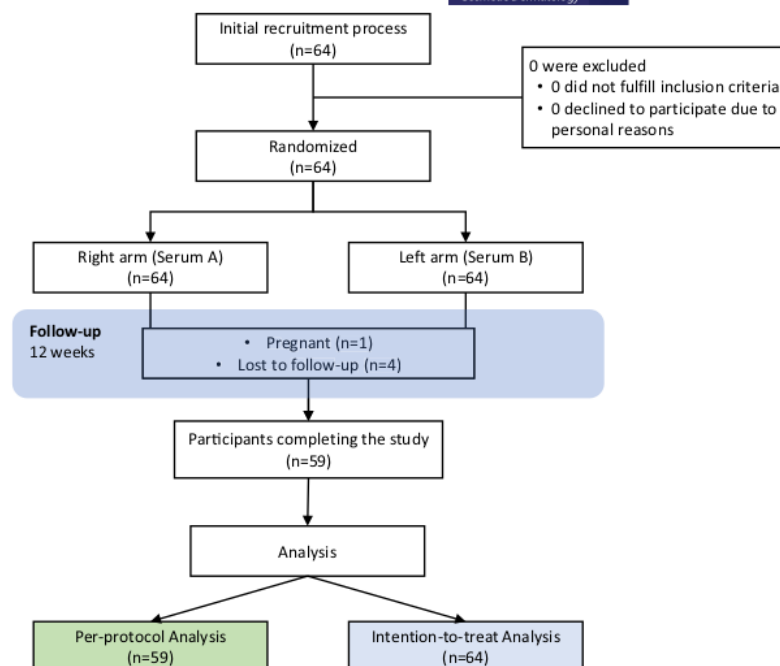 Initial recruitment process
(n=64)
0 were excluded
• 0 did not fulfill inclusion criteria
• 0 declined to participate due to
personal reasons
Randomized
(n=64)
Right arm (Serum A)
(n=64)
Left arm (Serum B)
(n=64)
Follow-up
12 weeks
• Pregnant (n=1)
• Lost to follow-up (n=4)
Participants completing the study
(n=59)
Analysis
Per-protocol Analysis
(n=59)
Intention-to-treat Analysis
(n=64)